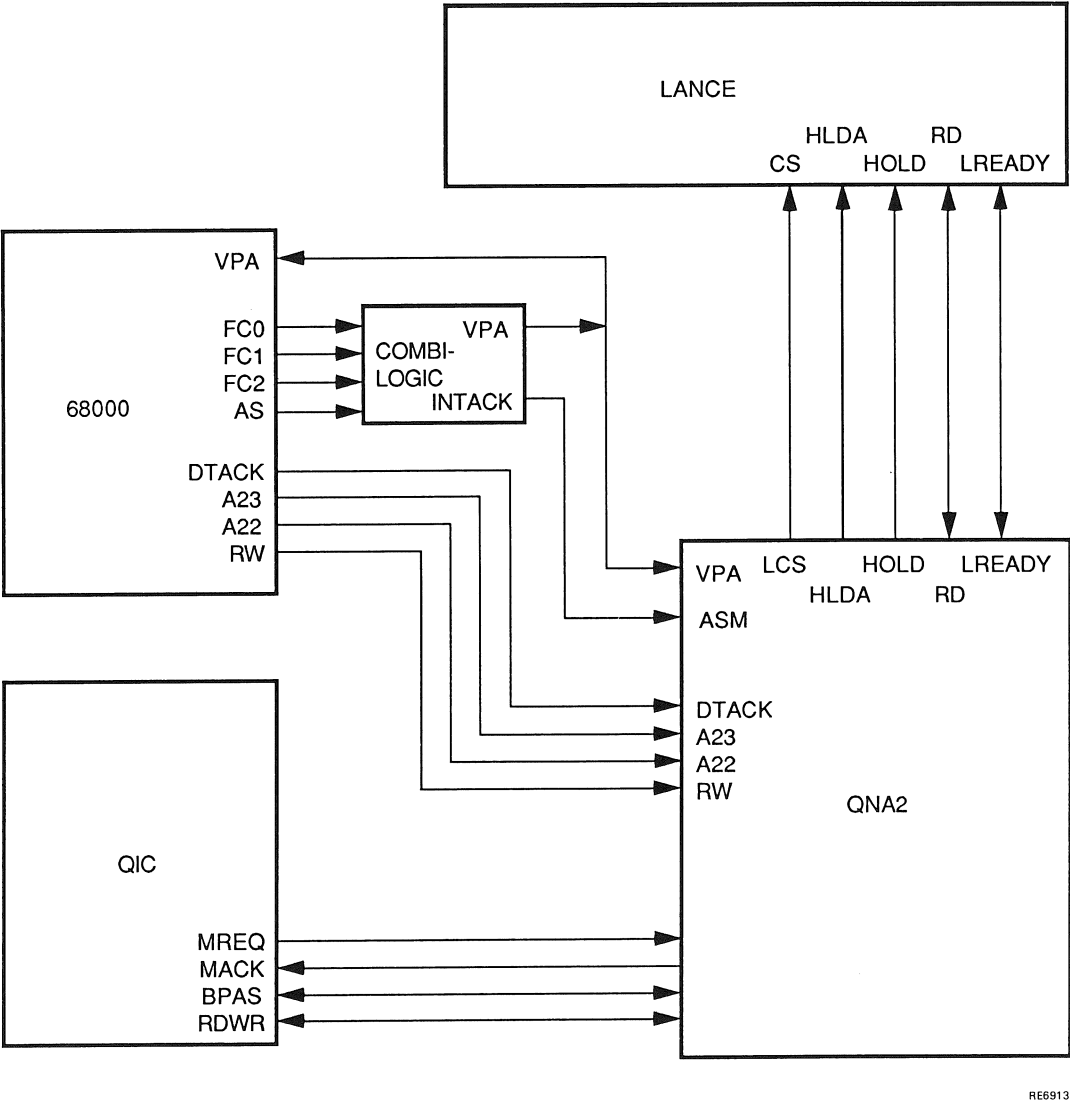 LANCE
HLDA RD
CS HOLD LREADY
VPA
FC0
FC1
FC2
AS
68000
DTACK
A23
A22
RW
VPA
COMBI-
LOGIC
INTACK
VPA LCS HOLD LREADY
HLDA RD
ASM
DTACK
A23
A22
RW
QNA2
QIC
MREQ
MACK
BPAS
RDWR
RE6913